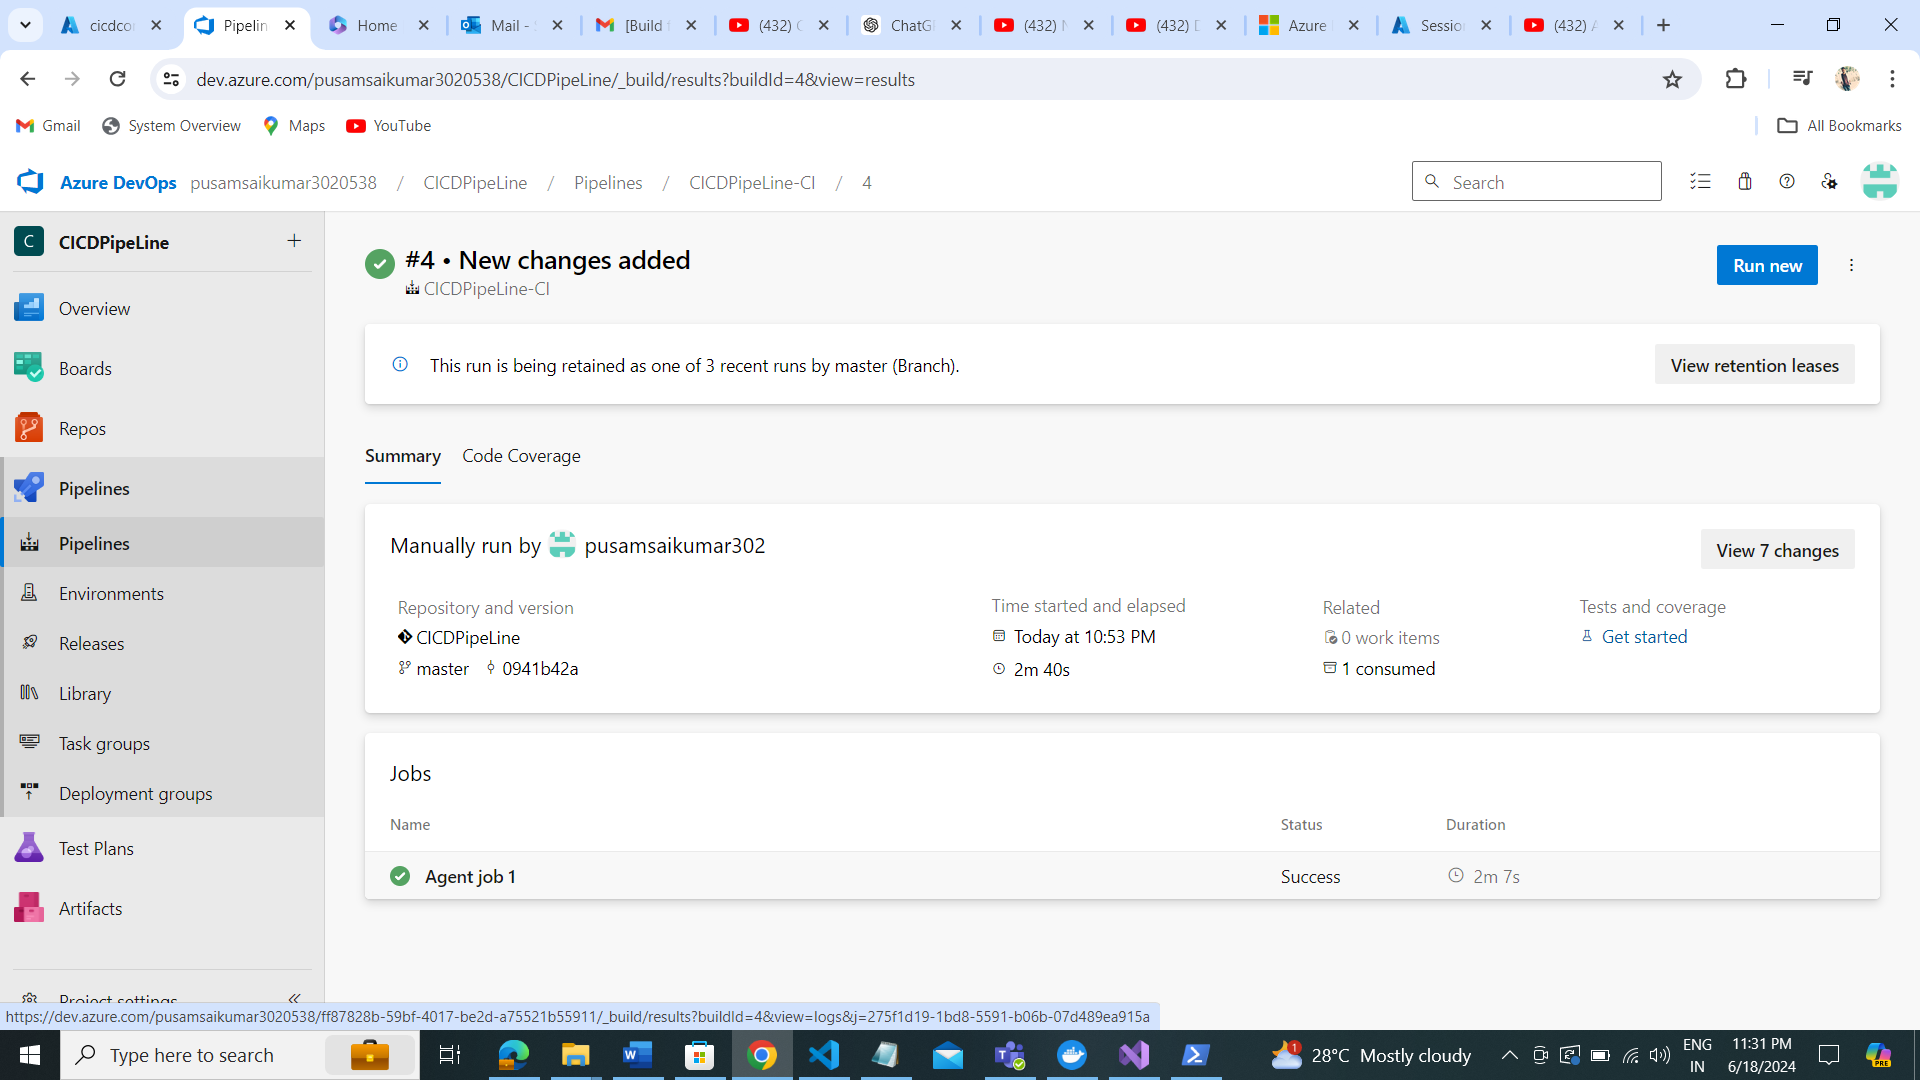 cicdcor
Pipelin
Home
Mail -
[Build f
(432) C
ChatGP
(432) N
(432) D
Azure
Session
(432) A
dev.azure.com/pusamsaikumar3020538/CICDPipeLine/_build/results?buildId=4&view=results
Gmail
System Overview
Maps
YouTube
All Bookmarks
Azure DevOps
pusamsaikumar3020538 / CICDPipeLine / Pipelines / CICDPipeLine-CI / 4
Search
C
CICDPipeLine
Overview
Boards
Repos
Pipelines
Pipelines
Environments
Releases
Library
Task groups
Deployment groups
Test Plans
Artifacts
Project settings
#4 • New changes added
CICDPipeLine-CI
Run new
This run is being retained as one of 3 recent runs by master (Branch).
View retention leases
Summary
Code Coverage
Manually run by pusamsaikumar302
View 7 changes
Repository and version
CICDPipeLine
master 0941b42a
Time started and elapsed
Today at 10:53 PM
2m 40s
Related
0 work items
1 consumed
Tests and coverage
Get started
Jobs
Name Status Duration
Agent job 1 Success 2m 7s
https://dev.azure.com/pusamsaikumar3020538/ff87828b-59bf-4017-be2d-a75521b55911/_build/results?buildId=4&view=logs&j=275f1d19-1bd8-5591-b06b-07d489ea915a
Type here to search
1
28°C Mostly cloudy
ENG
IN
11:31 PM
6/18/2024
PRE